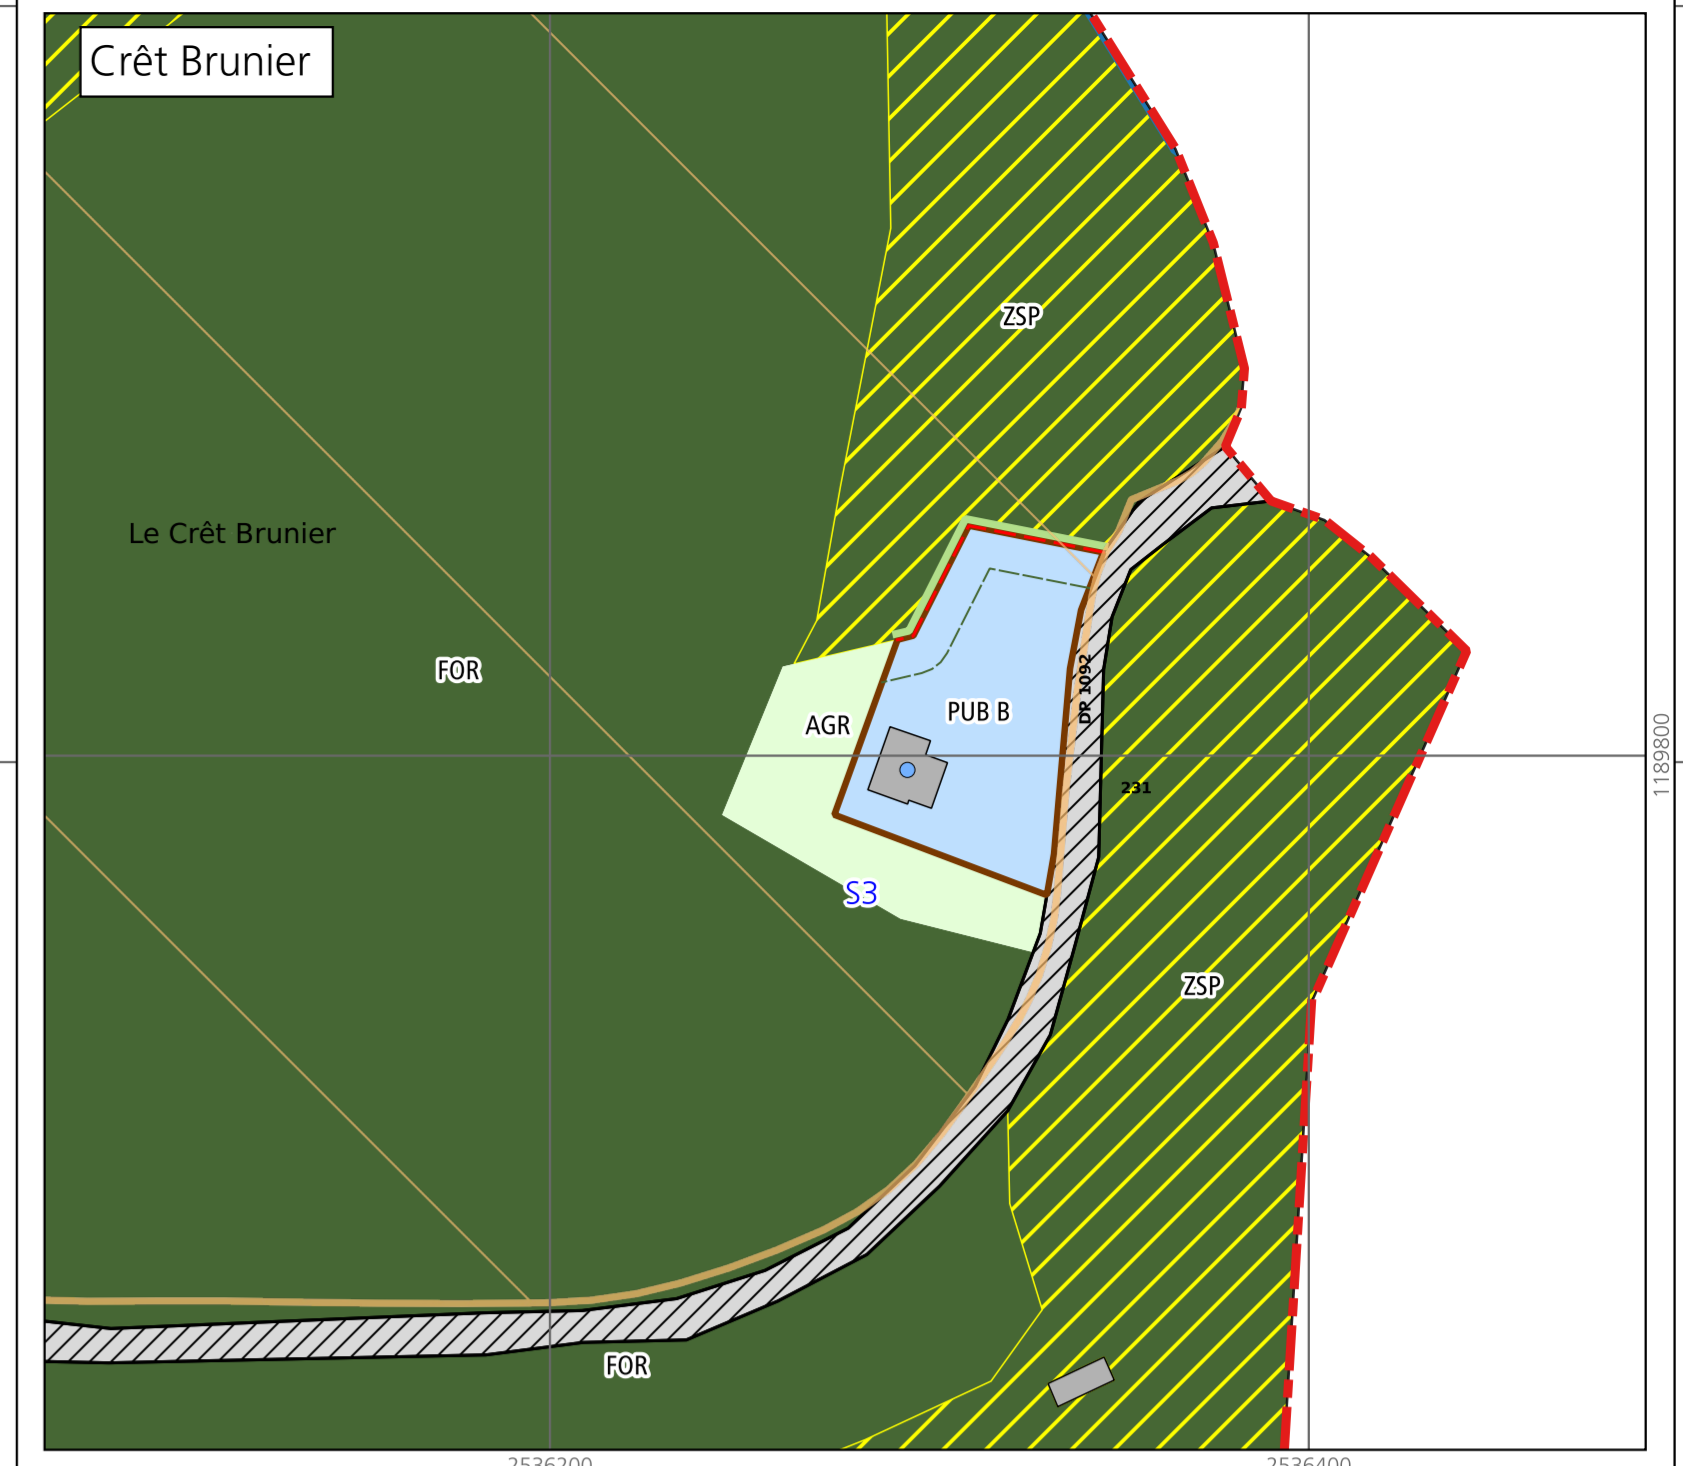 Crêt Brunier
ZSP
Le Crêt Brunier
FOR
AGR
PUB B
DP 1092
1189800
231
S3
ZSP
FOR
2536200
2536400